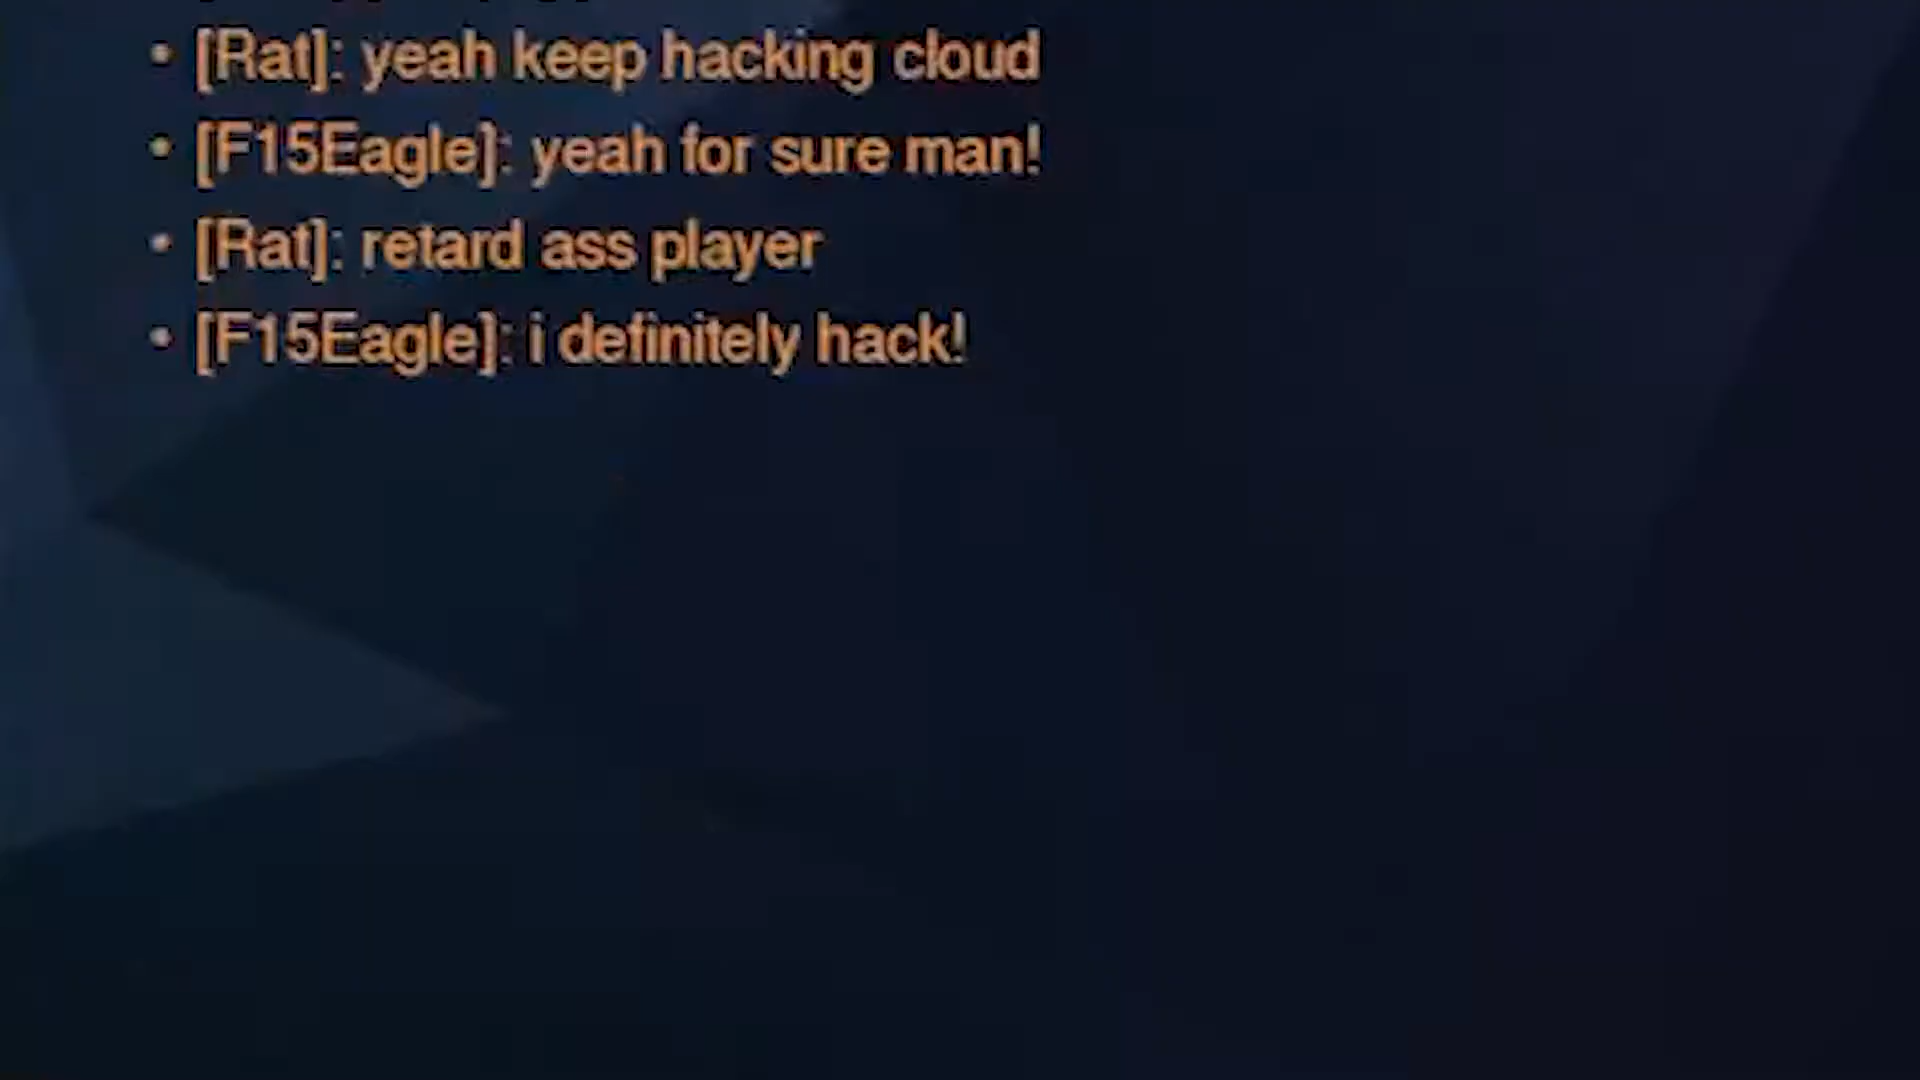 • [Rat]: yeah keep hacking cloud
• [F15Eagle]: yeah for sure man!
• [Rat]: retard ass player
• [F15Eagle]: i definitely hack!